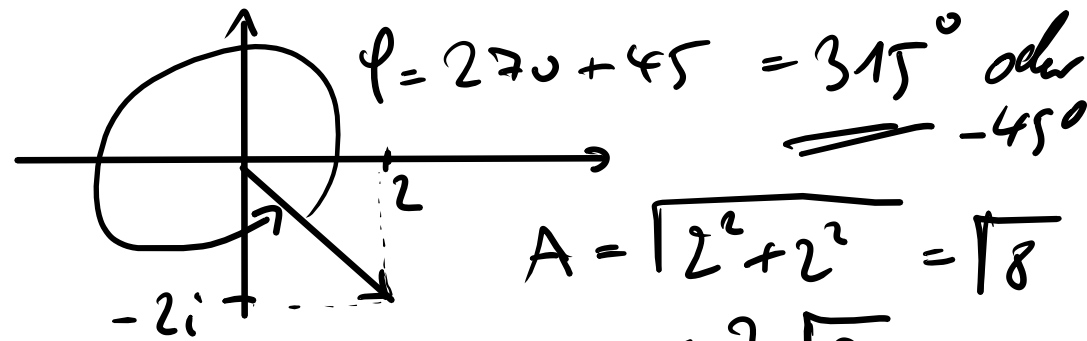 φ = 270 + 45 = 315° oder
-45°
2
A = √(2² + 2²) = √8
-2i